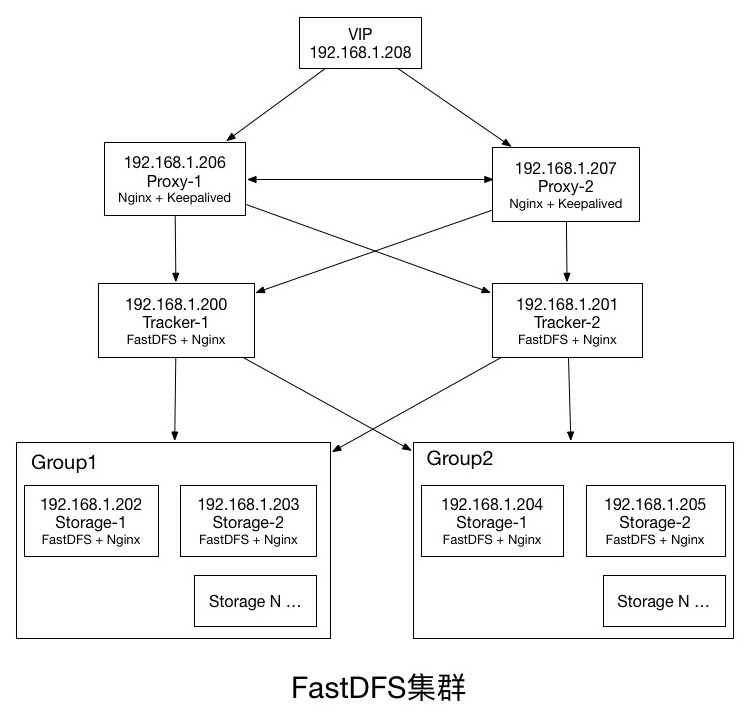 VIP
192.168.1.208
192.168.1.206
Proxy-1
Nginx + Keepalived
192.168.1.207
Proxy-2
Nginx + Keepalived
192.168.1.200
Tracker-1
FastDFS + Nginx
192.168.1.201
Tracker-2
FastDFS + Nginx
Group1
192.168.1.202
Storage-1
FastDFS + Nginx
192.168.1.203
Storage-2
FastDFS + Nginx
Storage N …
Group2
192.168.1.204
Storage-1
FastDFS + Nginx
192.168.1.205
Storage-2
FastDFS + Nginx
Storage N …
FastDFS集群